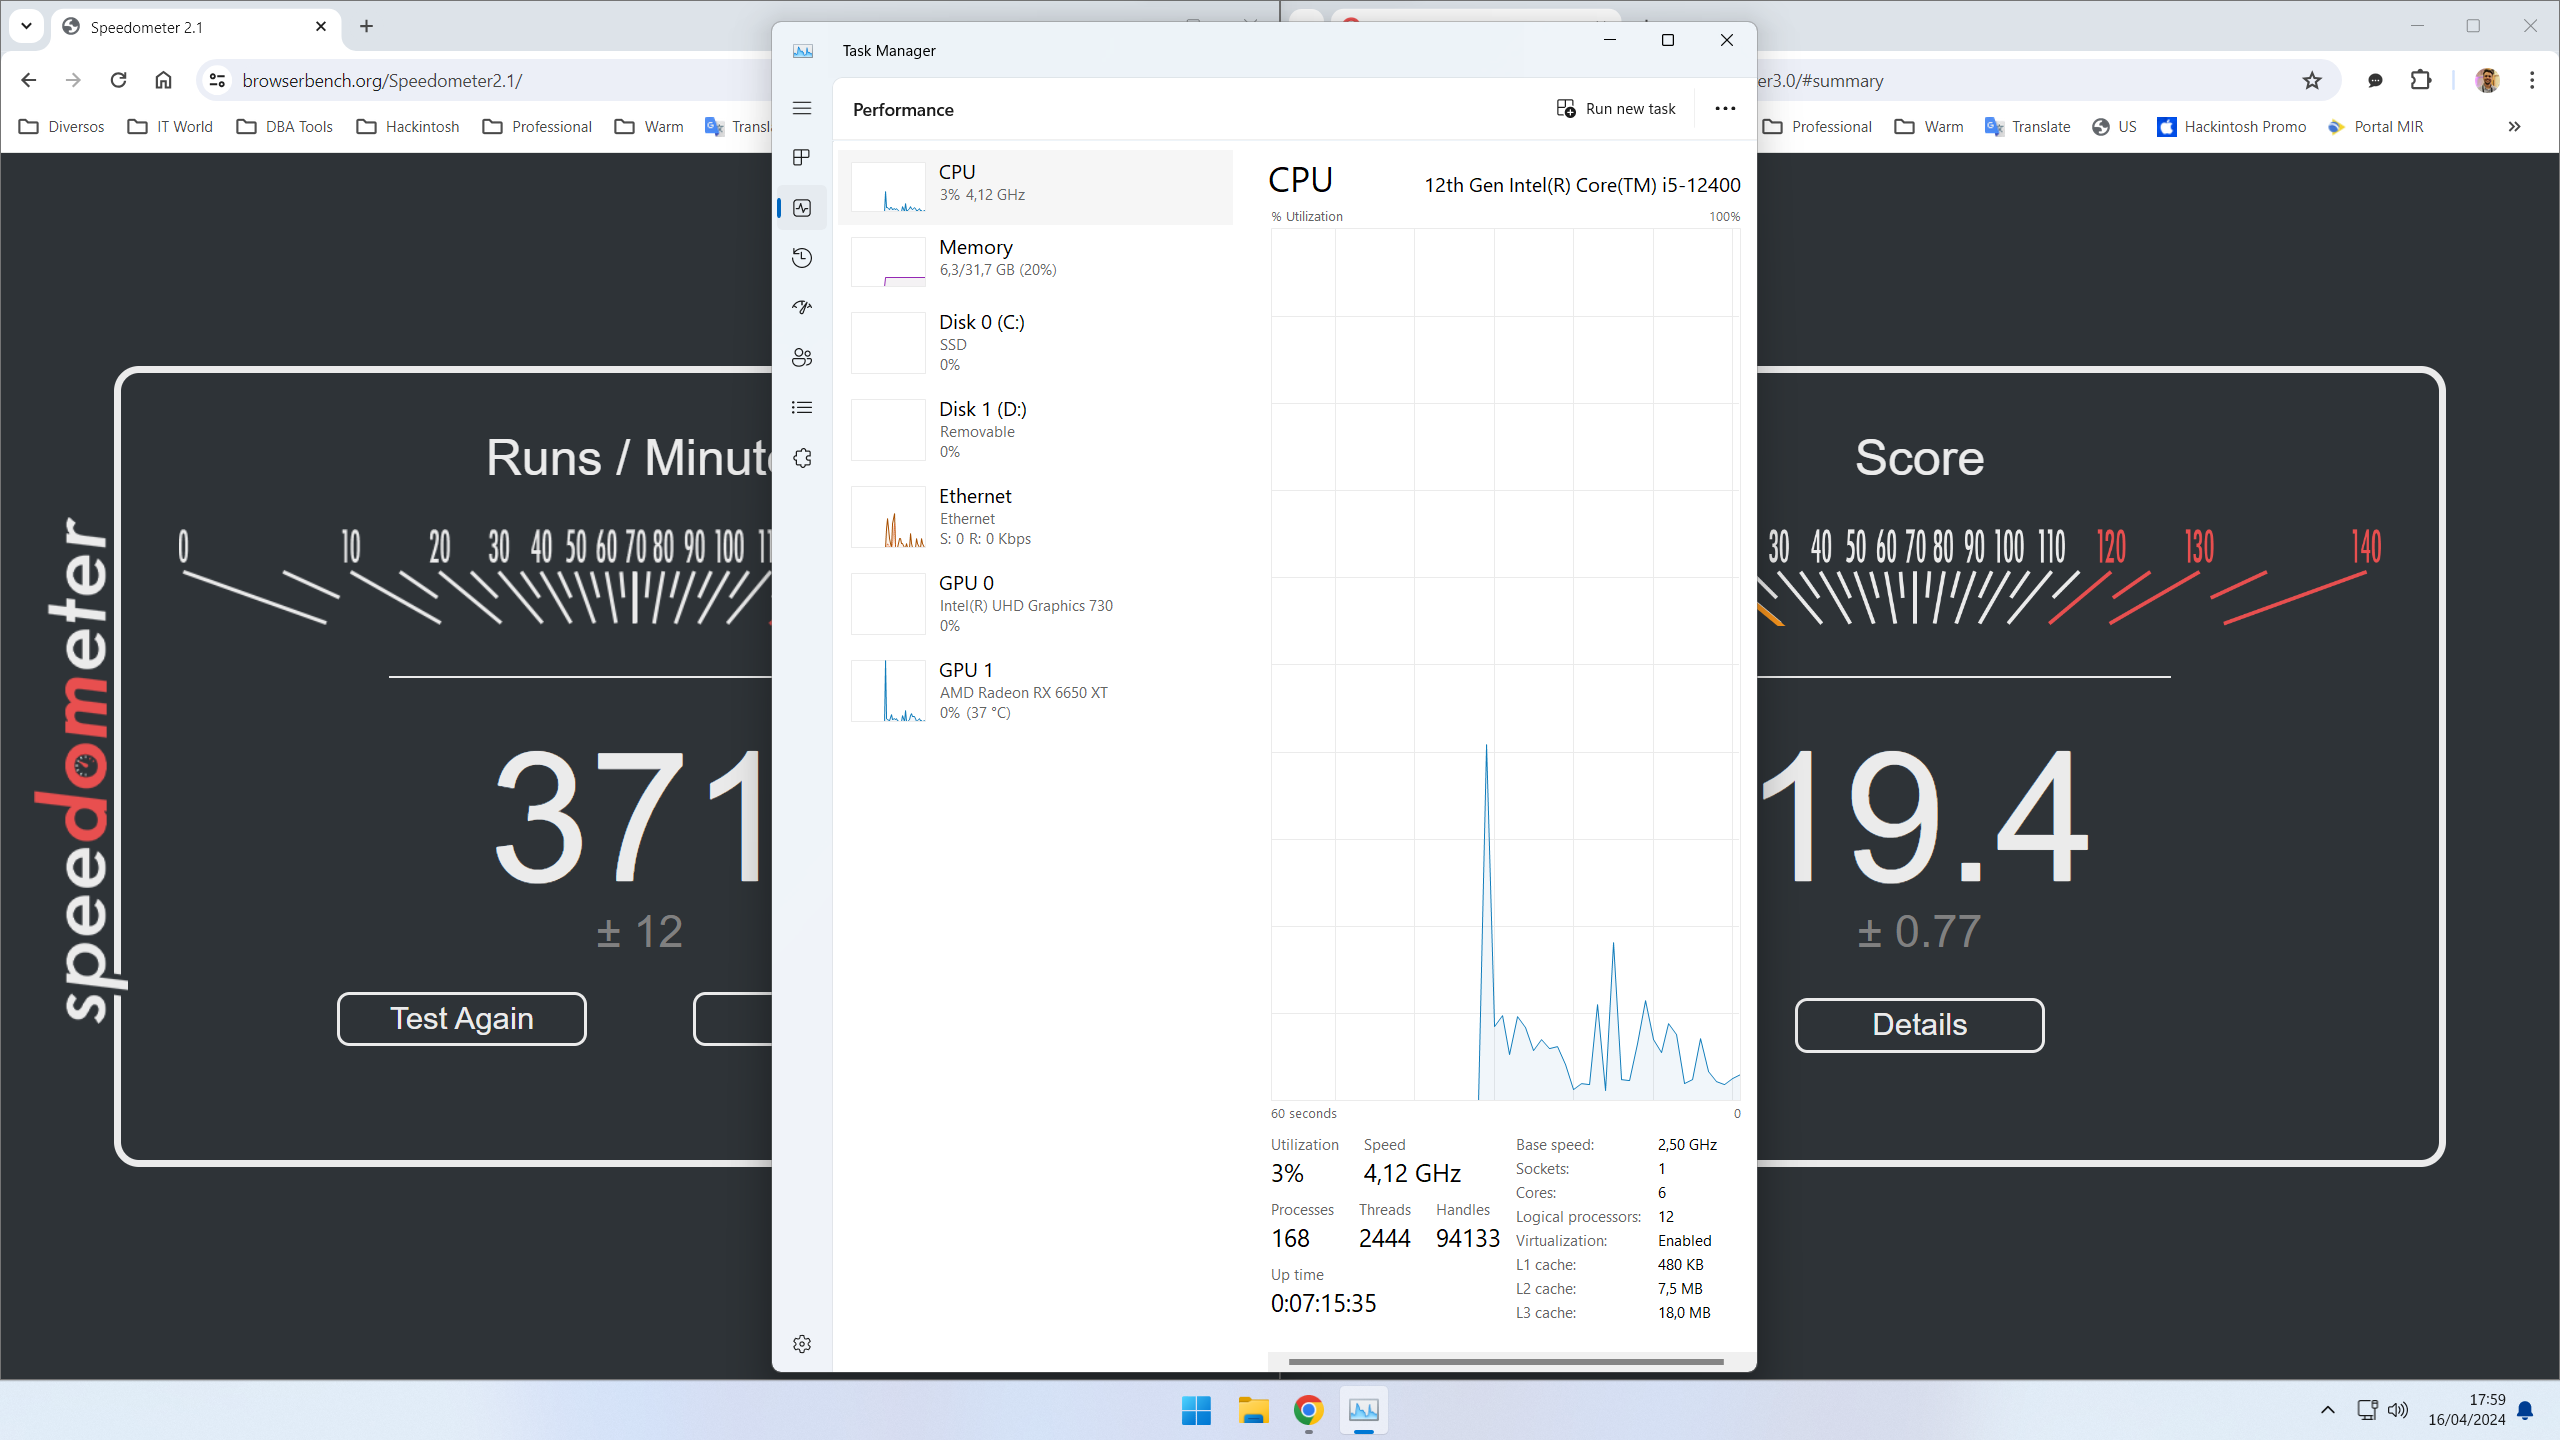 Speedometer 2.1
browserbench.org/Speedometer2.1/
Diversos
IT World
DBA Tools
Hackintosh
Professional
Warm
Runs / Minut
0 10 20 30 40 50 60 70 80 90 100
speedometer
371
± 12
Test Again
Task Manager
Performance
Run new task
CPU
3% 4,12 GHz
Memory
6,3/31,7 GB (20%)
Disk 0 (C:)
SSD
0%
Disk 1 (D:)
Removable
0%
Ethernet
Ethernet
S: 0 R: 0 Kbps
GPU 0
Intel(R) UHD Graphics 730
0%
GPU 1
AMD Radeon RX 6650 XT
0% (37 °C)
CPU
12th Gen Intel(R) Core(TM) i5-12400
% Utilization
100%
60 seconds
0
Utilization
3%
Speed
4,12 GHz
Processes
168
Threads
2444
Handles
94133
Up time
0:07:15:35
Base speed: 2,50 GHz
Sockets: 1
Cores: 6
Logical processors: 12
Virtualization: Enabled
L1 cache: 480 KB
L2 cache: 7,5 MB
L3 cache: 18,0 MB
er3.0/#summary
Professional
Warm
Translate
US
Hackintosh Promo
Portal MIR
Score
30 40 50 60 70 80 90 100 110 120 130 140
19.4
± 0.77
Details
17:59
16/04/2024